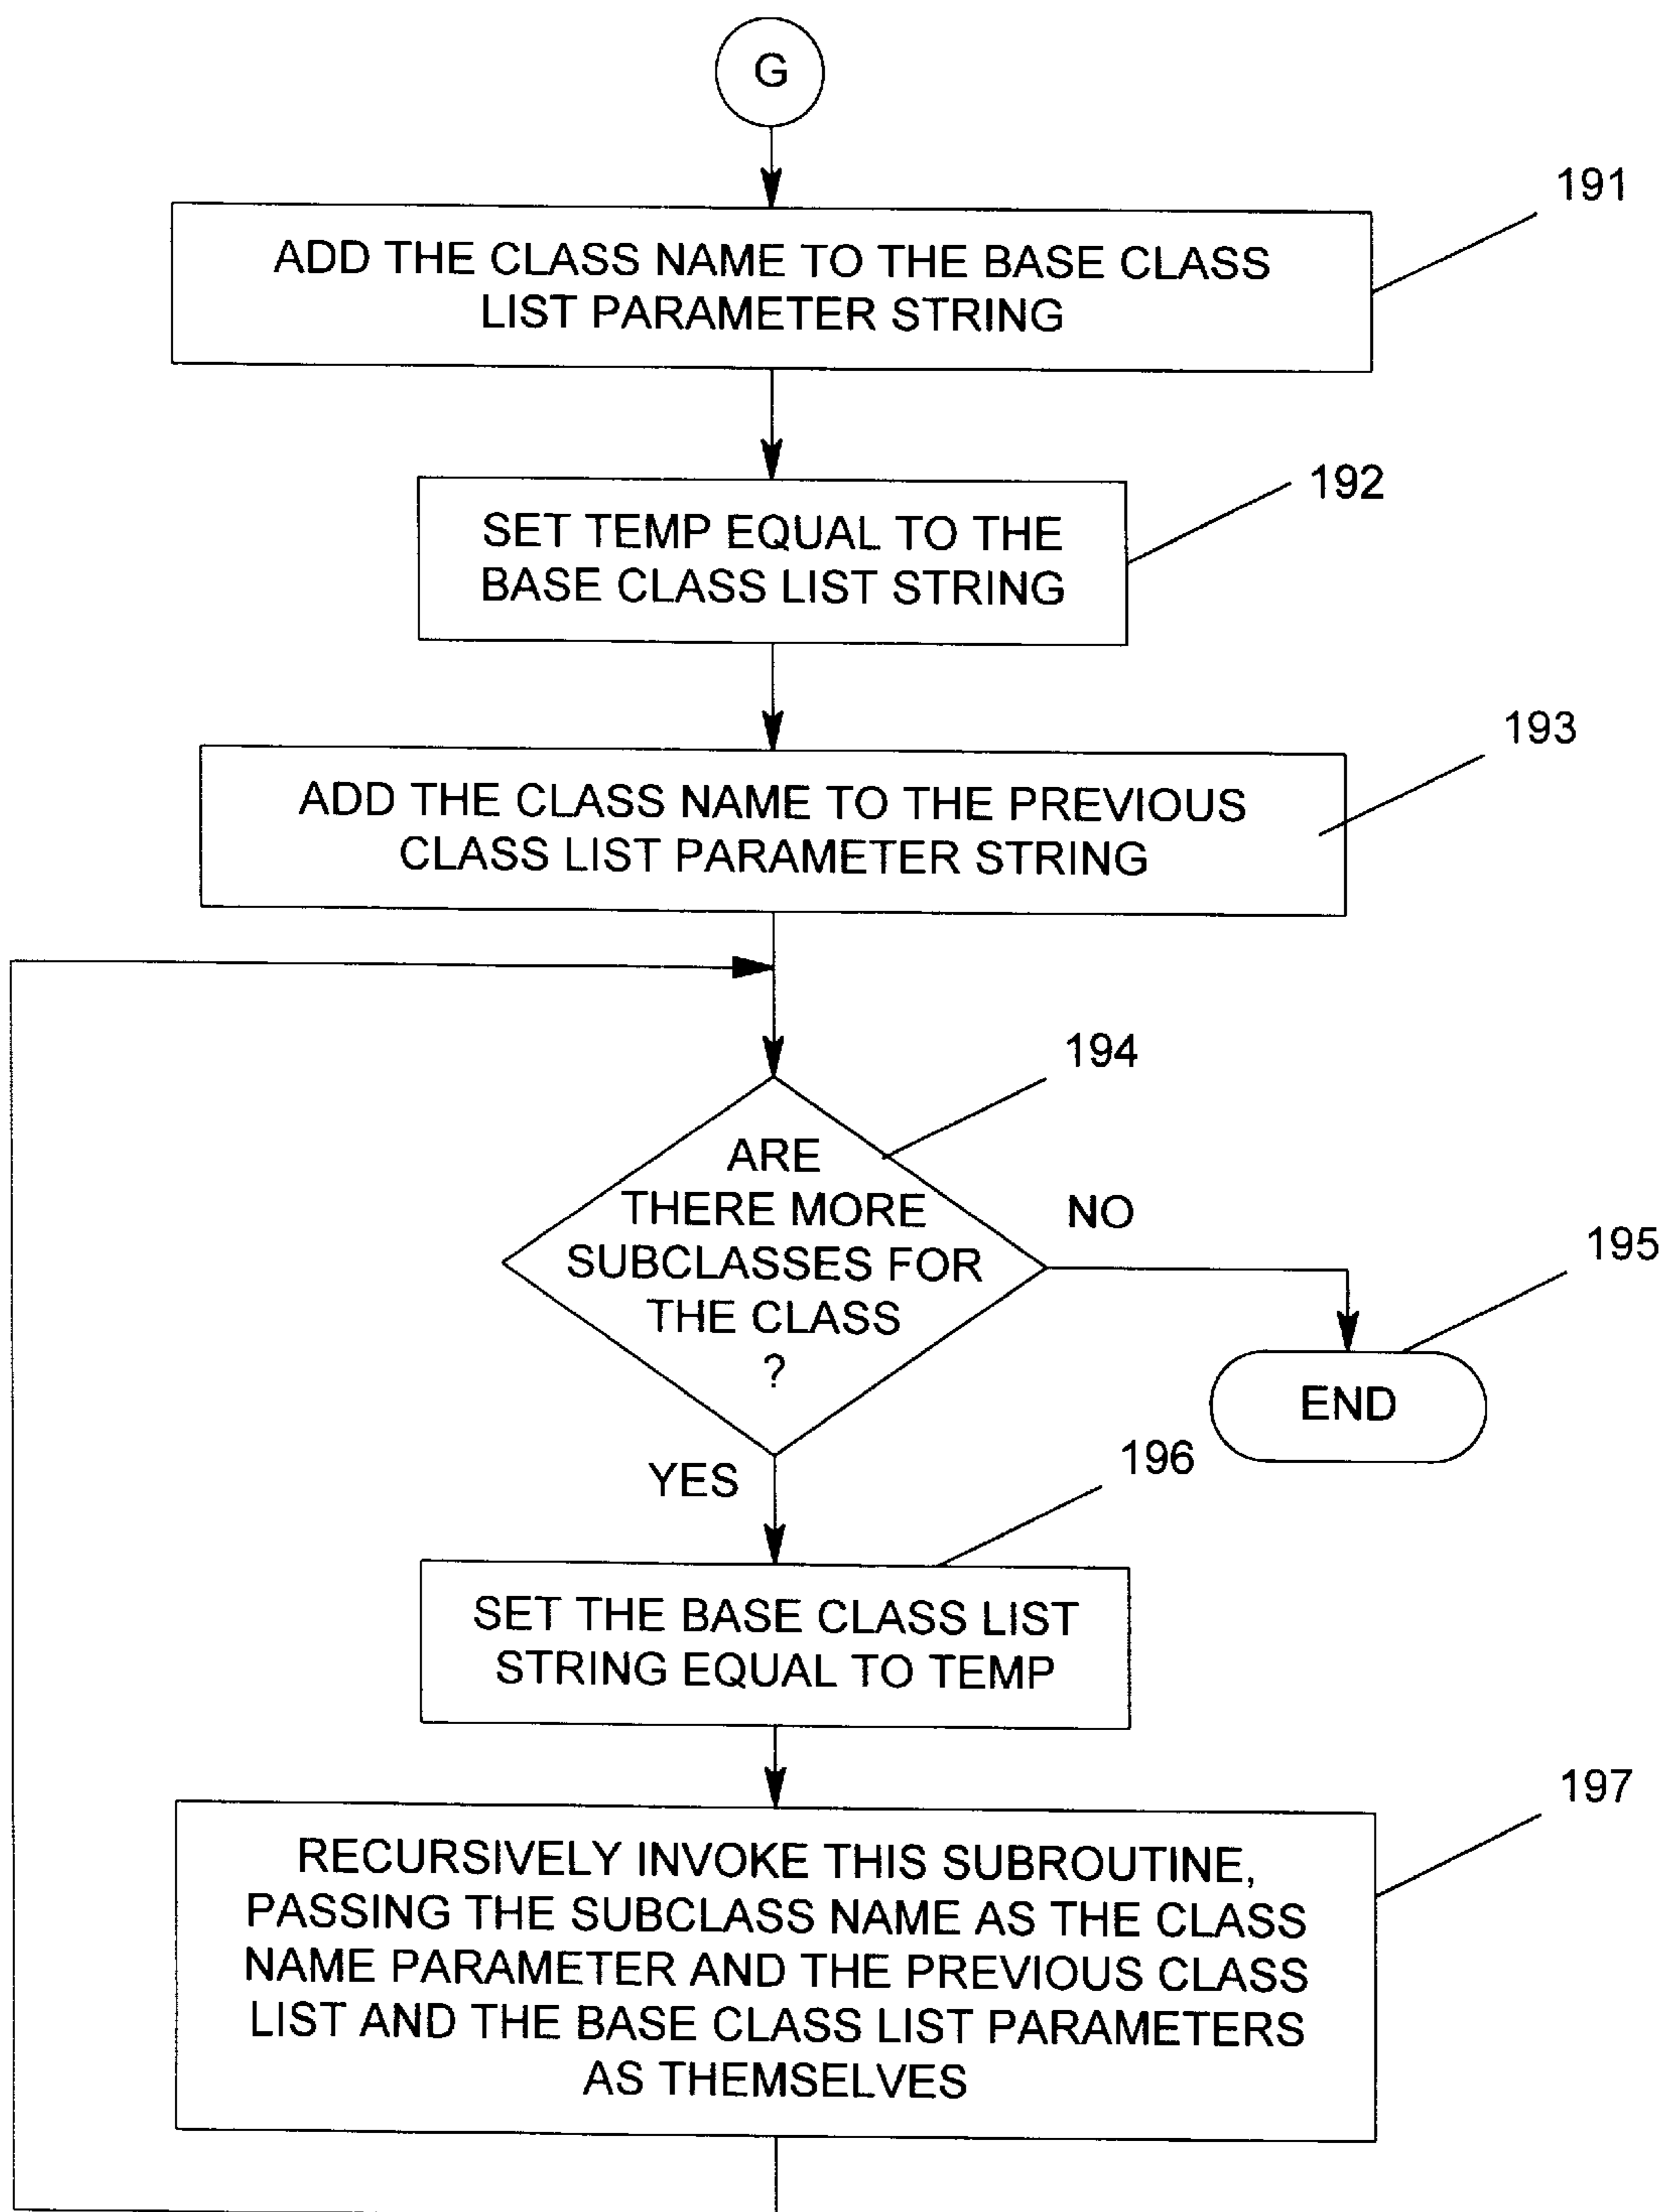 G
191
ADD THE CLASS NAME TO THE BASE CLASS
LIST PARAMETER STRING
192
SET TEMP EQUAL TO THE
BASE CLASS LIST STRING
193
ADD THE CLASS NAME TO THE PREVIOUS
CLASS LIST PARAMETER STRING
194
ARE
THERE MORE
SUBCLASSES FOR
THE CLASS
?
NO
195
END
YES
196
SET THE BASE CLASS LIST
STRING EQUAL TO TEMP
197
RECURSIVELY INVOKE THIS SUBROUTINE,
PASSING THE SUBCLASS NAME AS THE CLASS
NAME PARAMETER AND THE PREVIOUS CLASS
LIST AND THE BASE CLASS LIST PARAMETERS
AS THEMSELVES